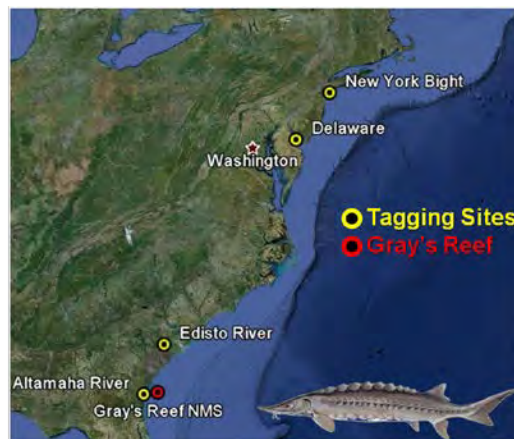 New York Bight
Delaware
Washington
Tagging Sites
Gray's Reef
Edisto River
Altamaha River
Gray's Reef NMS